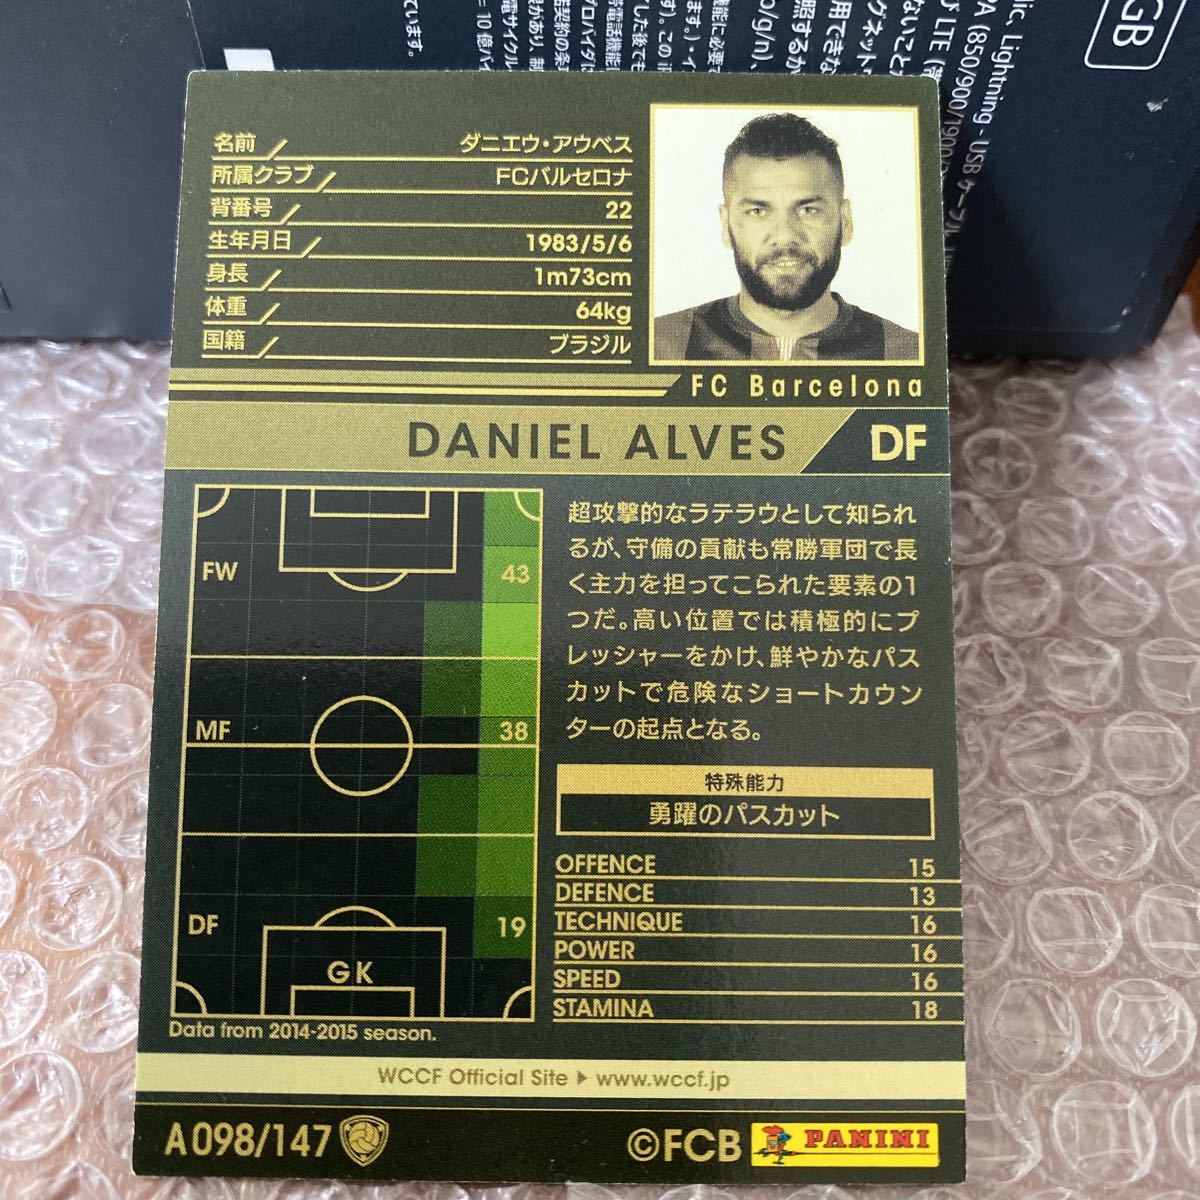 名前 ダニエウ・アウベス
所属クラブ FCバルセロナ
背番号 22
生年月日 1983/5/6
身長 1m73cm
体重 64kg
国籍 ブラジル
FC Barcelona
DANIEL ALVES DF
FW 43
MF 38
DF 19
GK
Data from 2014-2015 season.
超攻撃的なラテラウとして知られ
るが、守備の貢献も常勝軍団で長
く主力を担ってこられた要素の1
つだ。高い位置では積極的にプ
レッシャーをかけ、鮮やかなパス
カットで危険なショートカウン
ターの起点となる。
特殊能力
勇躍のパスカット
OFFENCE 15
DEFENCE 13
TECHNIQUE 16
POWER 16
SPEED 16
STAMINA 18
WCCF Official Site ▶ www.wccf.jp
A098/147
©FCB PANINI
GB
Lightning - USB ケーブル